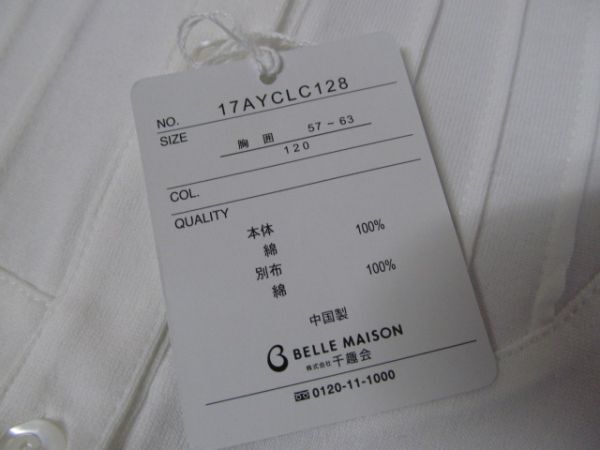 NO. 17AYCLC128
SIZE 胸囲 57~63
120
COL.
QUALITY
本体
綿 100%
別布
綿 100%
中国製
BELLE MAISON
株式会社 千趣会
0120-11-1000